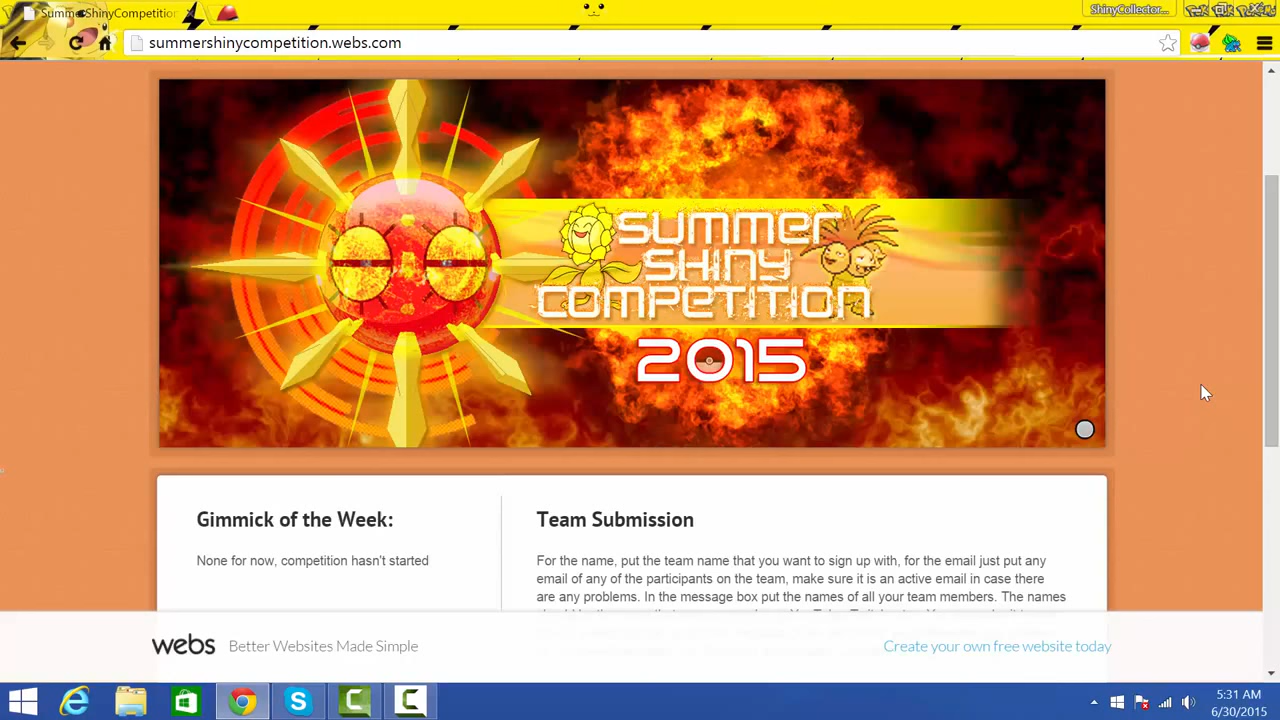 SummerShinyCompetition
ShinyCollector...
summershinycompetition.webs.com
SUMMER
SHINY
COMPETITION
2015
Gimmick of the Week:
None for now, competition hasn't started
Team Submission
For the name, put the team name that you want to sign up with, for the email just put any
email of any of the participants on the team, make sure it is an active email in case there
are any problems. In the message box put the names of all your team members. The names
webs
Better Websites Made Simple
Create your own free website today
5:31 AM
6/30/2015